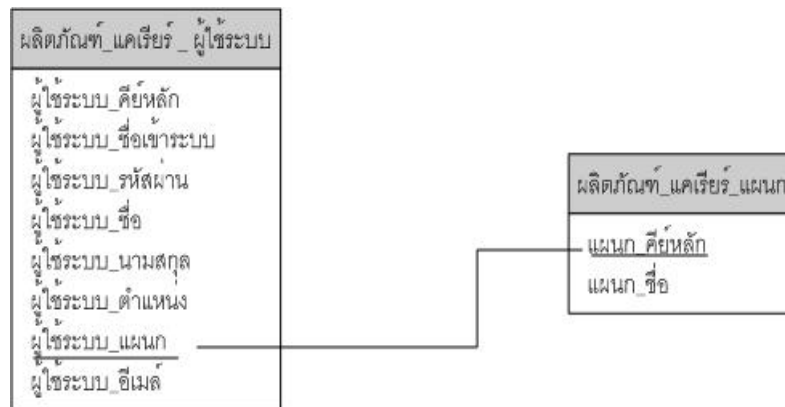 ผลิตภัณฑ์_แคเรียร์ _ ผู้ใช้ระบบ
ผู้ใช้ระบบ_คีย์หลัก
ผู้ใช้ระบบ_ชื่อเข้าระบบ
ผู้ใช้ระบบ_รหัสผ่าน
ผู้ใช้ระบบ_ชื่อ
ผู้ใช้ระบบ_นามสกุล
ผู้ใช้ระบบ_ตำแหน่ง
ผู้ใช้ระบบ_แผนก
ผู้ใช้ระบบ_อีเมล์
ผลิตภัณฑ์_แคเรียร์_แผนก
แผนก_คีย์หลัก
แผนก_ชื่อ